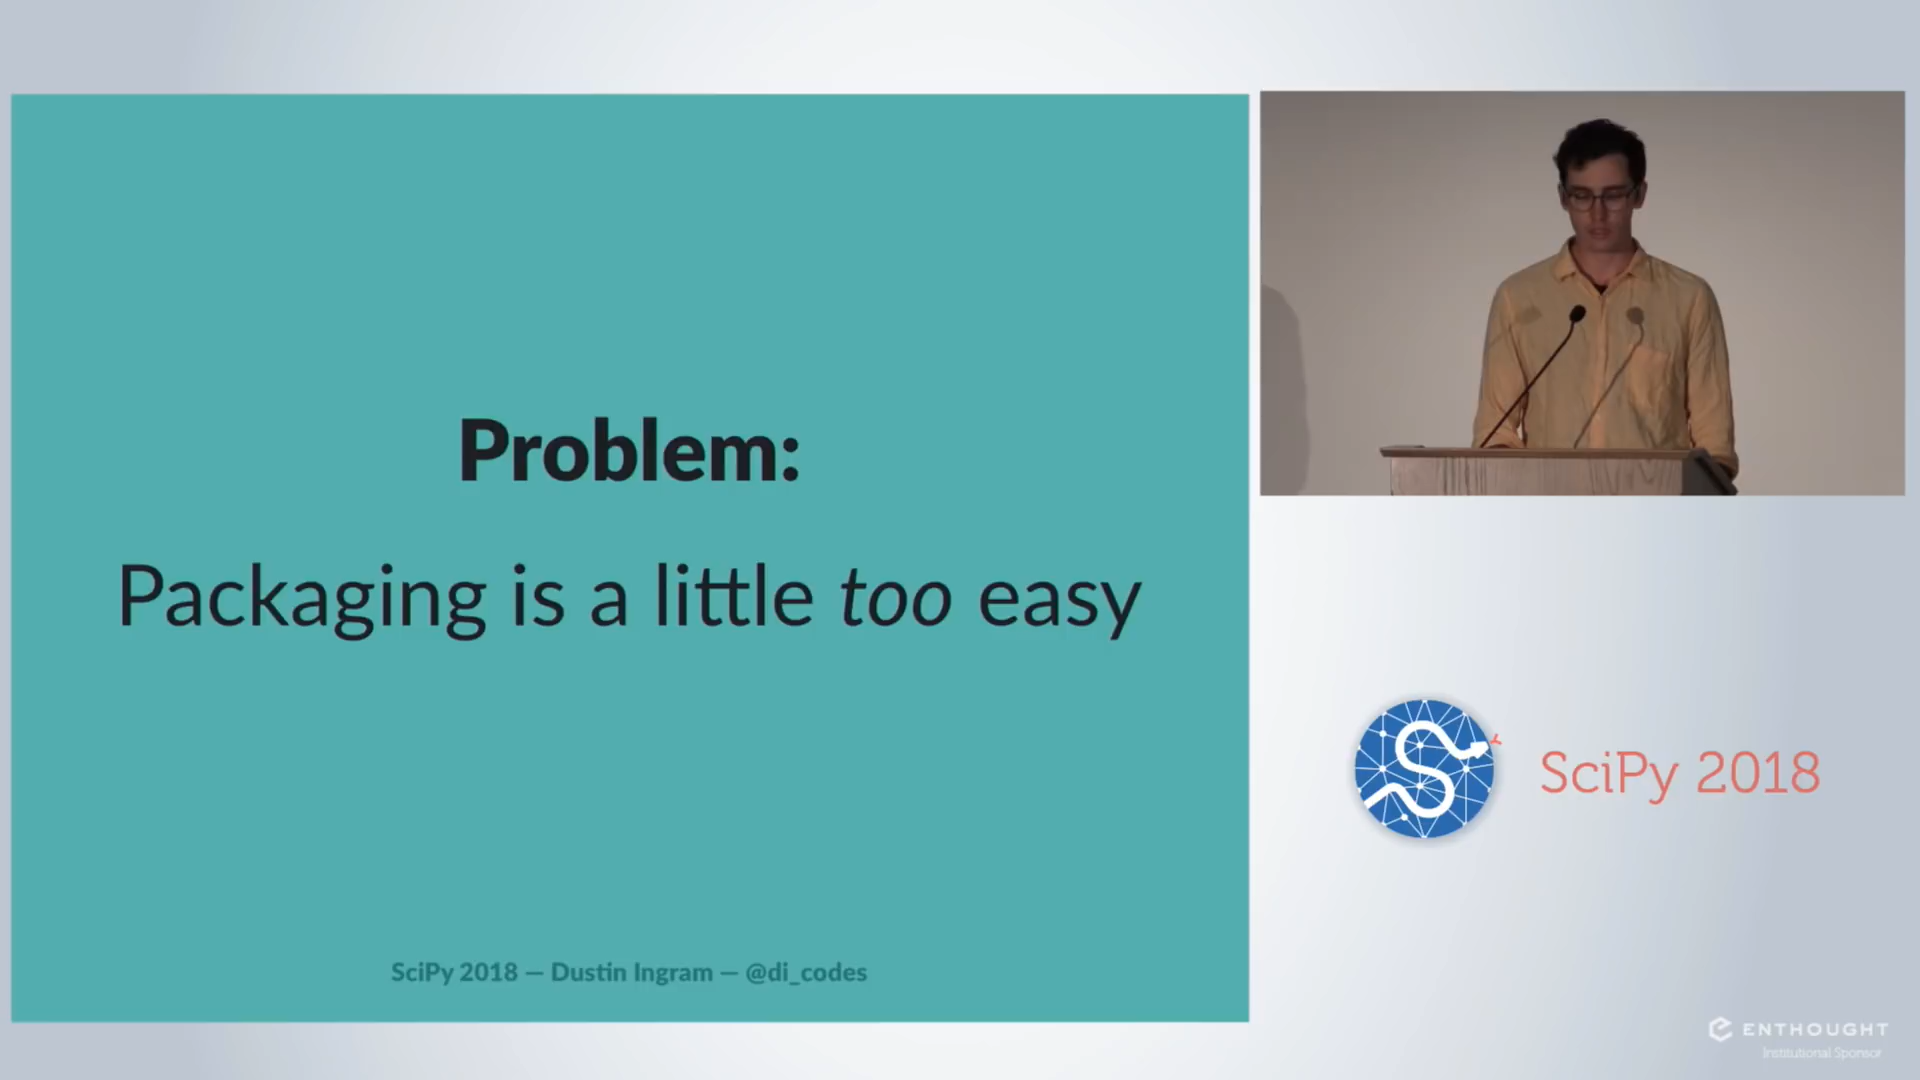 Problem:
Packaging is a little too easy
SciPy 2018 — Dustin Ingram — @di_codes
SciPy 2018
ENTHOUGHT
Institutional Sponsor